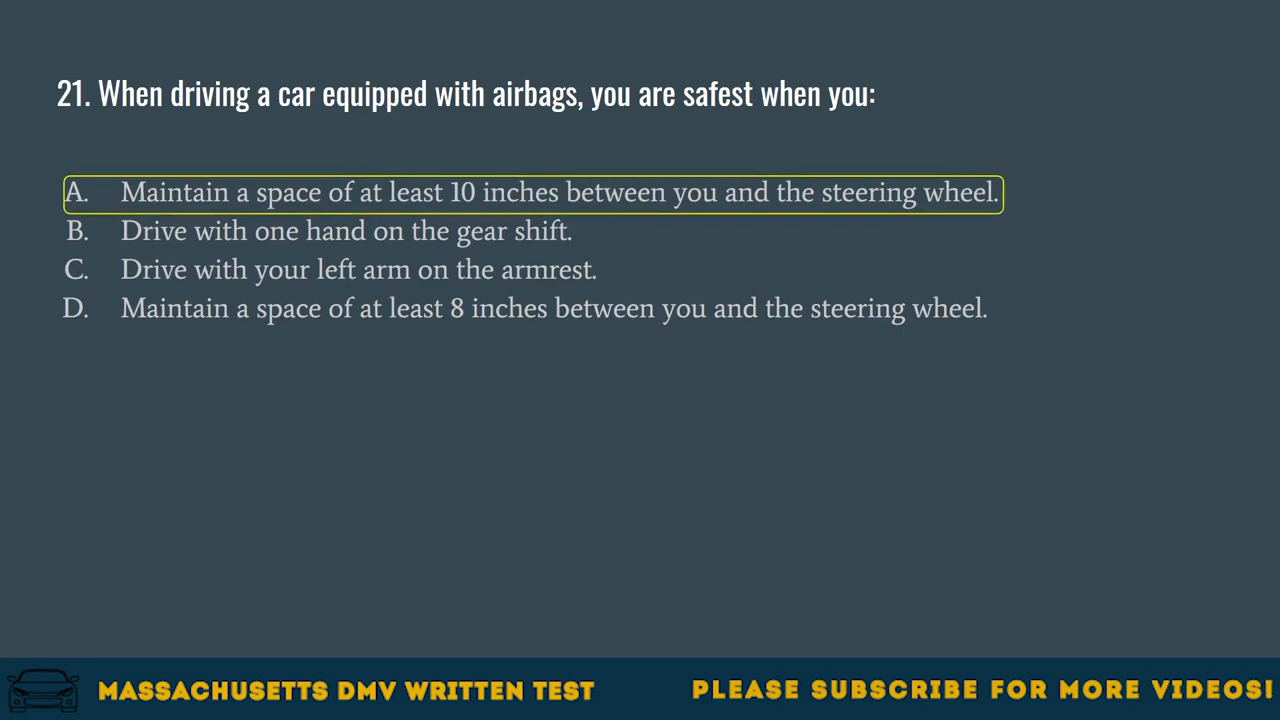 21. When driving a car equipped with airbags, you are safest when you:
A. Maintain a space of at least 10 inches between you and the steering wheel.
B. Drive with one hand on the gear shift.
C. Drive with your left arm on the armrest.
D. Maintain a space of at least 8 inches between you and the steering wheel.
MASSACHUSETTS DMV WRITTEN TEST
PLEASE SUBSCRIBE FOR MORE VIDEOS!